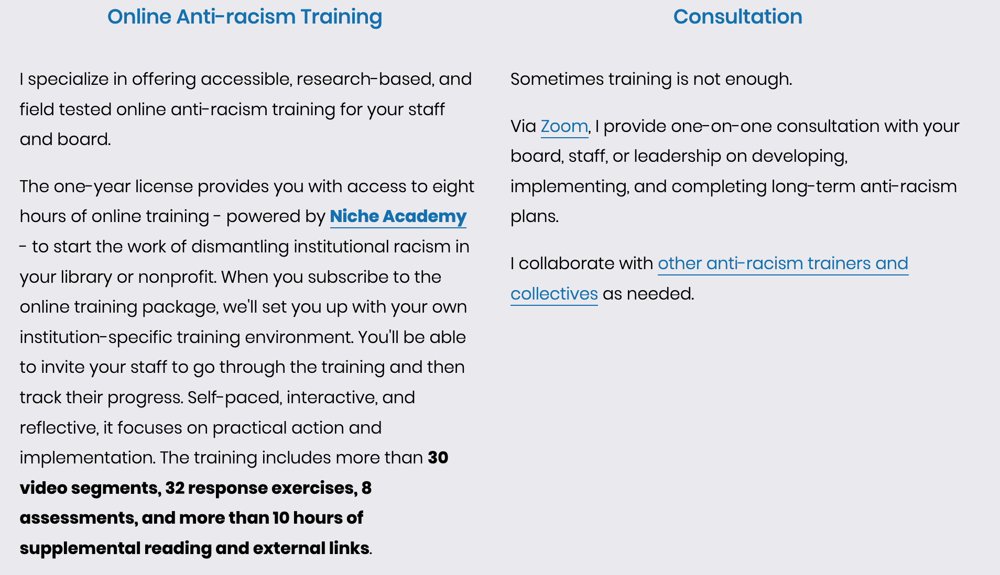 Online Anti-racism Training
I specialize in offering accessible, research-based, and
field tested online anti-racism training for your staff
and board.
The one-year license provides you with access to eight
hours of online training - powered by Niche Academy
- to start the work of dismantling institutional racism in
your library or nonprofit. When you subscribe to the
online training package, we'll set you up with your own
institution-specific training environment. You'll be able
to invite your staff to go through the training and then
track their progress. Self-paced, interactive, and
reflective, it focuses on practical action and
implementation. The training includes more than 30
video segments, 32 response exercises, 8
assessments, and more than 10 hours of
supplemental reading and external links.
Consultation
Sometimes training is not enough.
Via Zoom, I provide one-on-one consultation with your
board, staff, or leadership on developing,
implementing, and completing long-term anti-racism
plans.
I collaborate with other anti-racism trainers and
collectives as needed.